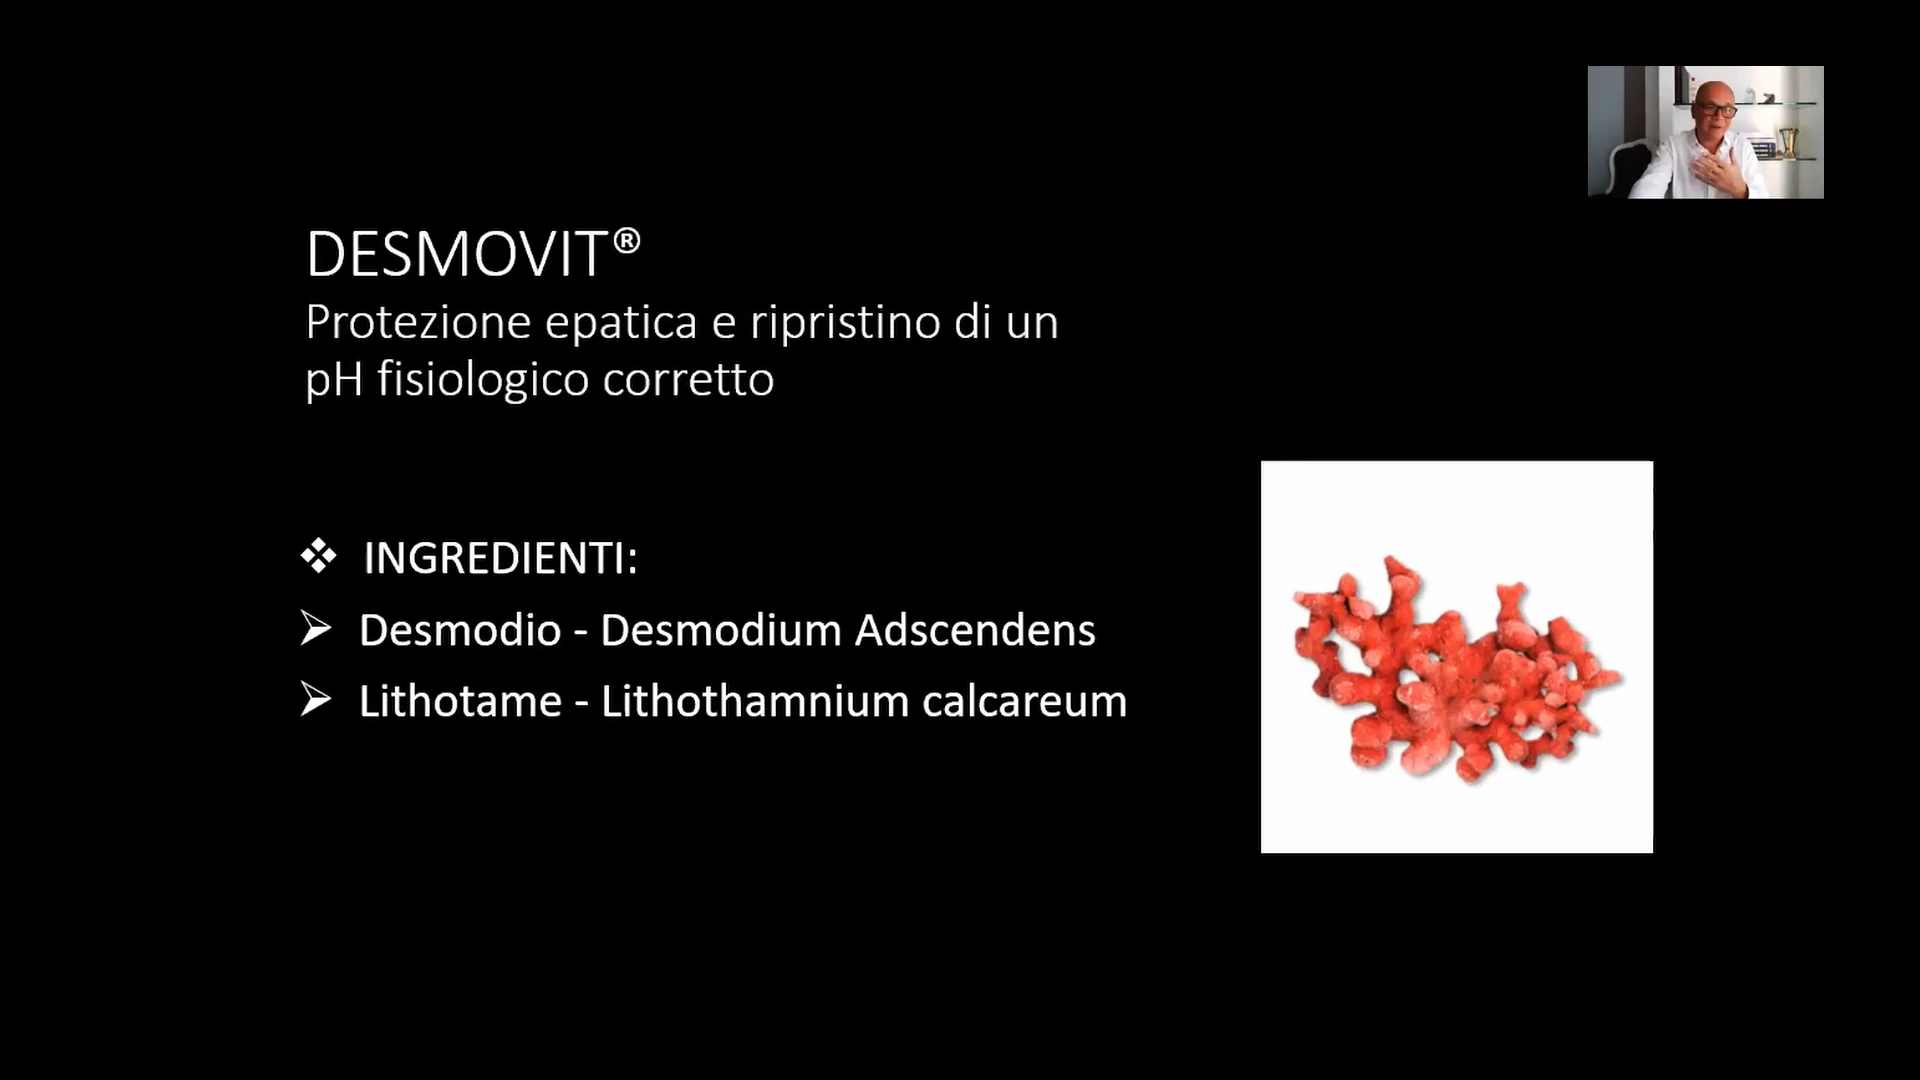 DESMOVIT®
Protezione epatica e ripristino di un
pH fisiologico corretto
❖ INGREDIENTI:
➢ Desmodio - Desmodium Adscendens
➢ Lithotame - Lithothamnium calcareum